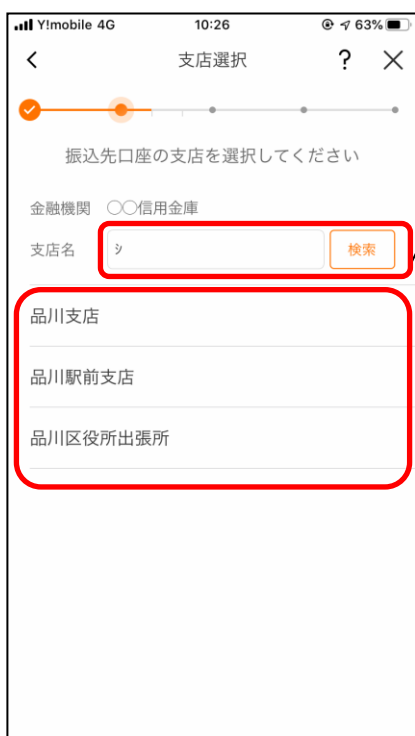 Y!mobile 4G 10:26 63%
支店選択 ?
振込先口座の支店を選択してください
金融機関 ○○信用金庫
支店名 ｼ 検索
品川支店
品川駅前支店
品川区役所出張所